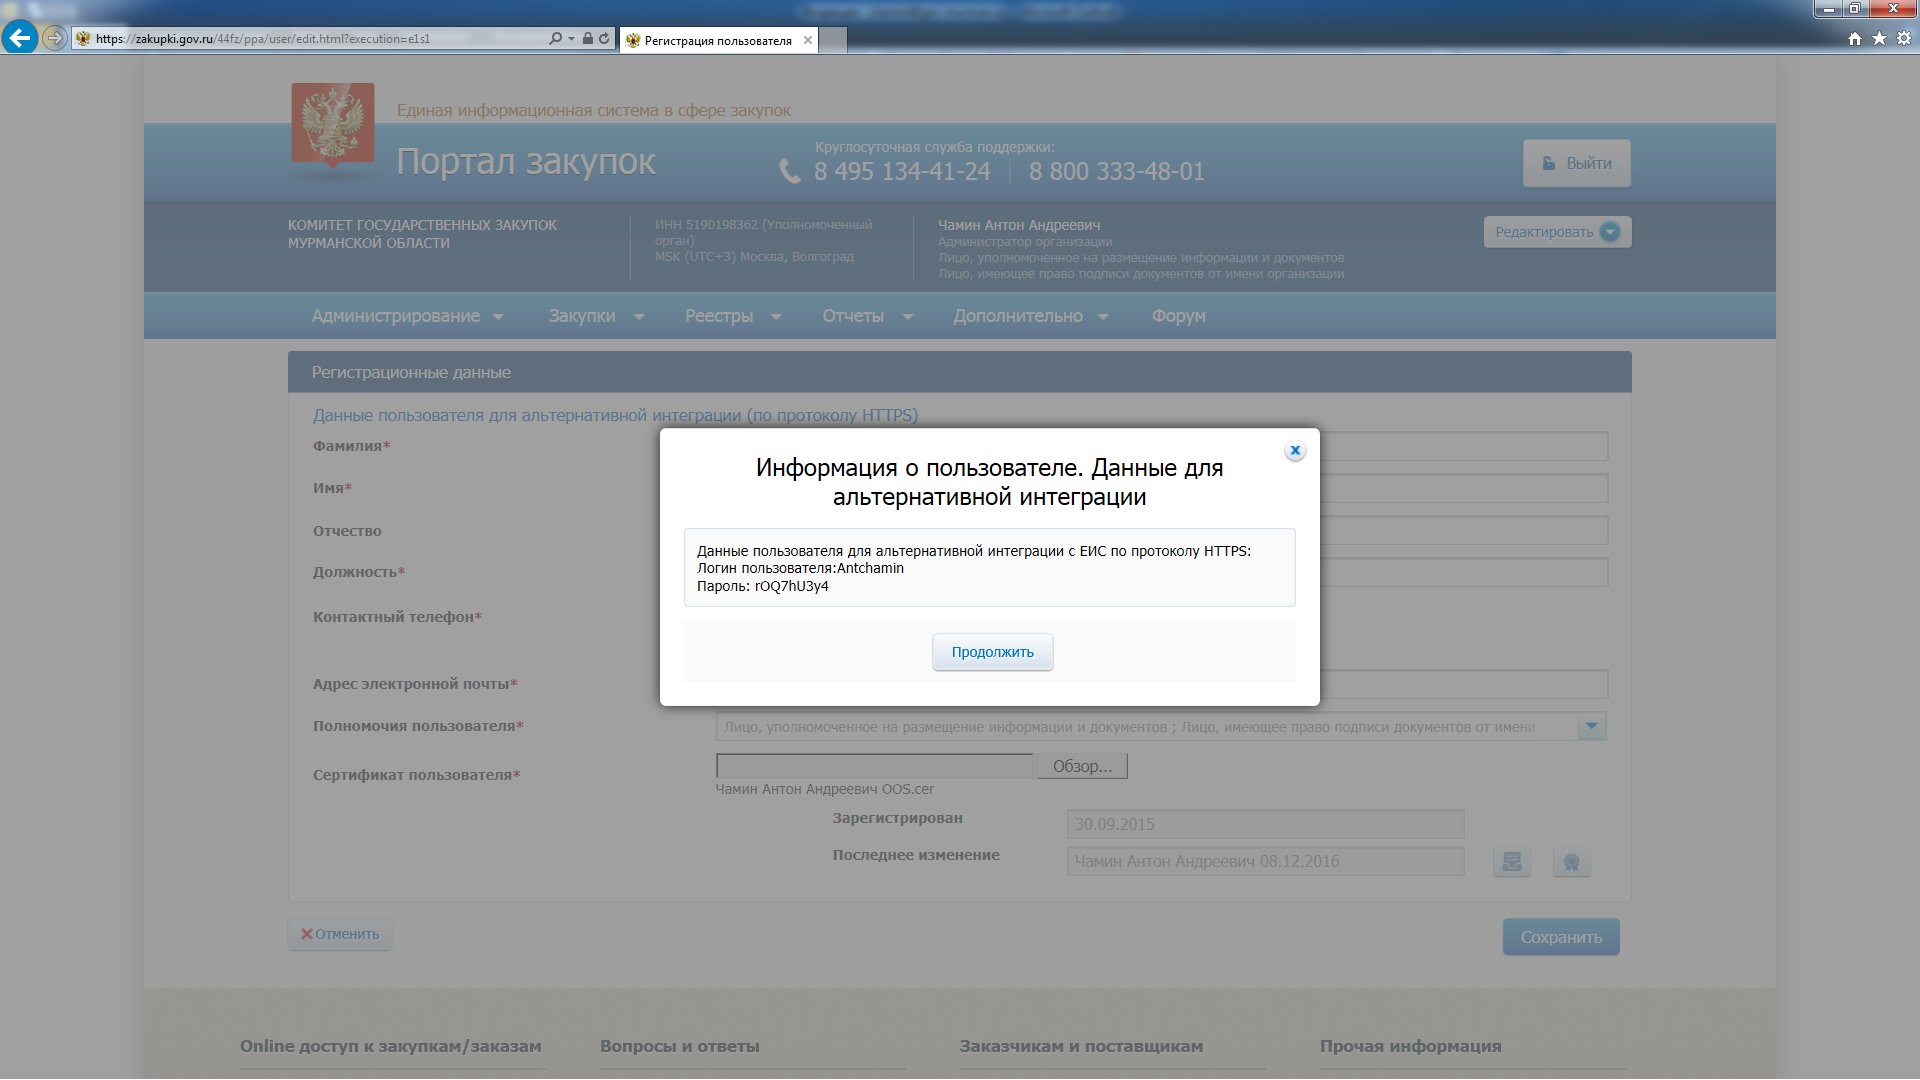 https://zakupki.gov.ru/44fz/ppa/user/edit.html?execution=e1s1
Регистрация пользователя
Единая информационная система в сфере закупок
Портал закупок
Круглосуточная служба поддержки:
8 495 134-41-24
8 800 333-48-01
Выйти
КОМИТЕТ ГОСУДАРСТВЕННЫХ ЗАКУПОК
МУРМАНСКОЙ ОБЛАСТИ
ИНН 5190198362 (Уполномоченный
орган)
MSK (UTC+3) Москва, Волгоград
Чамин Антон Андреевич
Администратор организации
Лицо, уполномоченное на размещение информации и документов
Лицо, имеющее право подписи документов от имени организации
Редактировать
Администрирование
Закупки
Реестры
Отчеты
Дополнительно
Форум
Регистрационные данные
Данные пользователя для альтернативной интеграции (по протоколу HTTPS)
Фамилия*
Имя*
Отчество
Должность*
Контактный телефон*
Адрес электронной почты*
Информация о пользователе. Данные для
альтернативной интеграции
Данные пользователя для альтернативной интеграции с ЕИС по протоколу HTTPS:
Логин пользователя:Antchamin
Пароль: rOQ7hU3y4
Продолжить
Полномочия пользователя*
Лицо, уполномоченное на размещение информации и документов ; Лицо, имеющее право подписи документов от имени
Сертификат пользователя*
Обзор...
Чамин Антон Андреевич OOS.cer
Зарегистрирован
30.09.2015
Последнее изменение
Чамин Антон Андреевич 08.12.2016
Отменить
Сохранить
Online доступ к закупкам/заказам
Вопросы и ответы
Заказчикам и поставщикам
Прочая информация